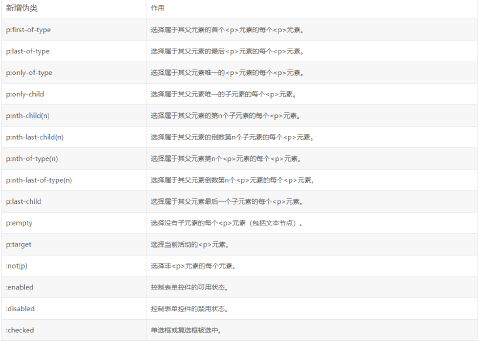 新增伪类 作用
p:first-of-type 选择属于其父元素的首个<p>元素的每个<p>元素。
p:last-of-type 选择属于其父元素的最后<p>元素的每个<p>元素。
p:only-of-type 选择属于其父元素唯一的<p>元素的每个<p>元素。
p:only-child 选择属于其父元素唯一的子元素的每个<p>元素。
p:nth-child(n) 选择属于其父元素的第n个子元素的每个<p>元素。
p:nth-last-child(n) 选择属于其父元素的倒数第n个子元素的每个<p>元素。
p:nth-of-type(n) 选择属于其父元素第n个<p>元素的每个<p>元素。
p:nth-last-of-type(n) 选择属于其父元素倒数第n个<p>元素的每个<p>元素。
p:last-child 选择属于其父元素最后一个子元素的每个<p>元素。
p:empty 选择没有子元素的每个<p>元素（包括文本节点）。
p:target 选择当前活动的<p>元素。
:not(p) 选择非<p>元素的每个元素。
:enabled 控制表单控件的可用状态。
:disabled 控制表单控件的禁用状态。
:checked 单选框或复选框被选中。